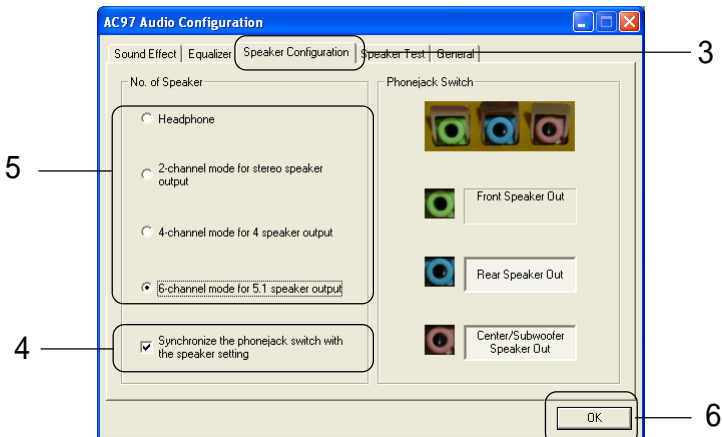 AC97 Audio Configuration
Sound Effect Equalizer Speaker Configuration Speaker Test General
3
No. of Speaker
Headphone
2-channel mode for stereo speaker
output
4-channel mode for 4 speaker output
6-channel mode for 5.1 speaker output
5
Synchronize the phonejack switch with
the speaker setting
4
Phonejack Switch
Front Speaker Out
Rear Speaker Out
Center/Subwoofer
Speaker Out
OK
6